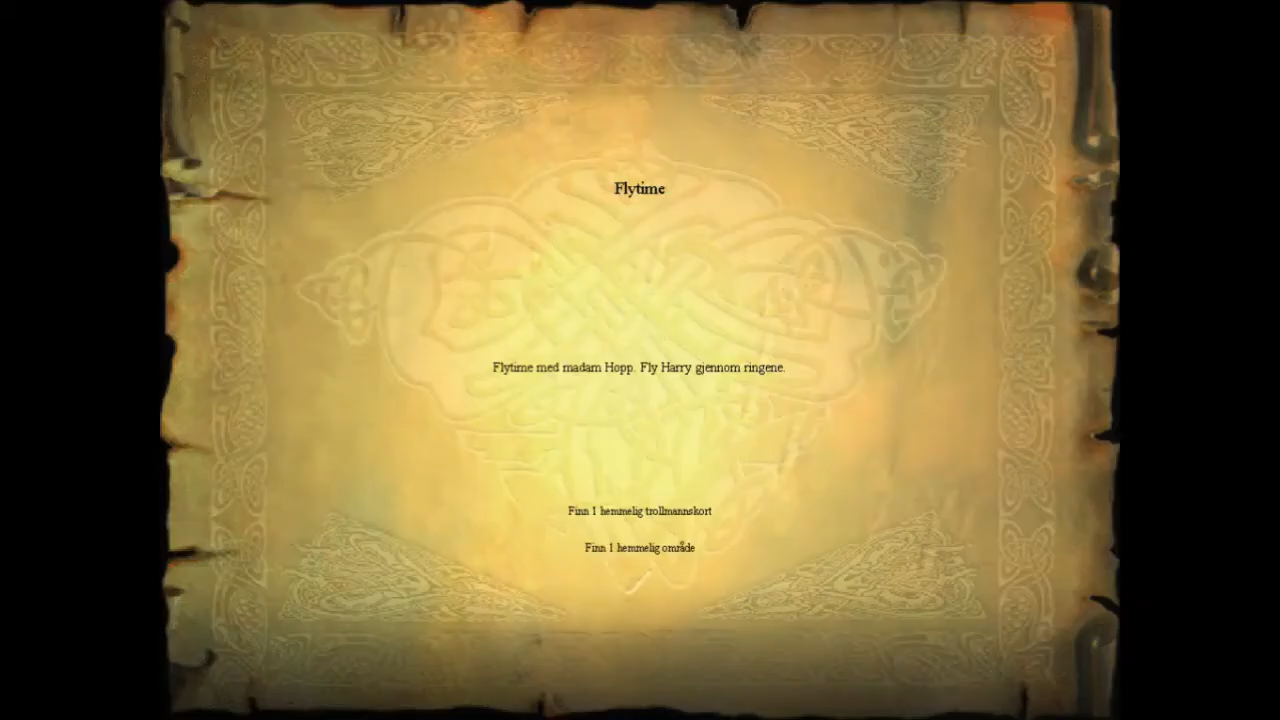 Flytime
Flytime med madam Hopp. Fly Harry gjennom ringene.
Finn 1 hemmelig trollmannskort
Finn 1 hemmelig område